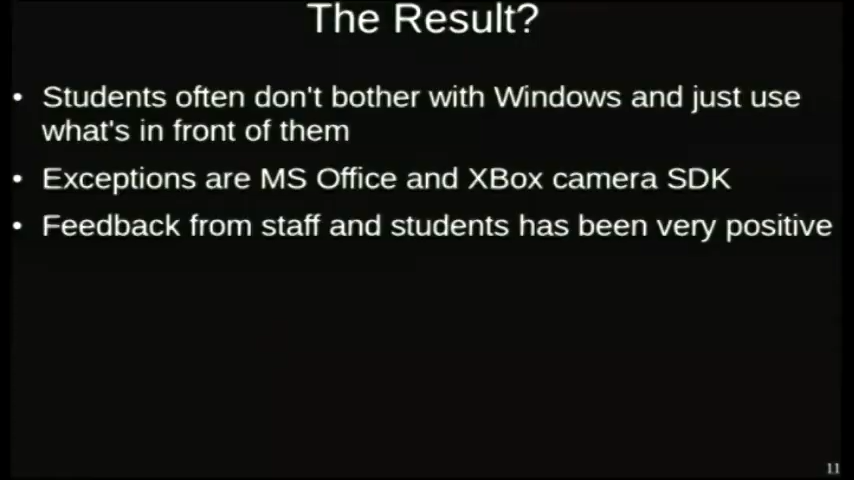 The Result?
• Students often don't bother with Windows and just use
what's in front of them
• Exceptions are MS Office and XBox camera SDK
• Feedback from staff and students has been very positive
11